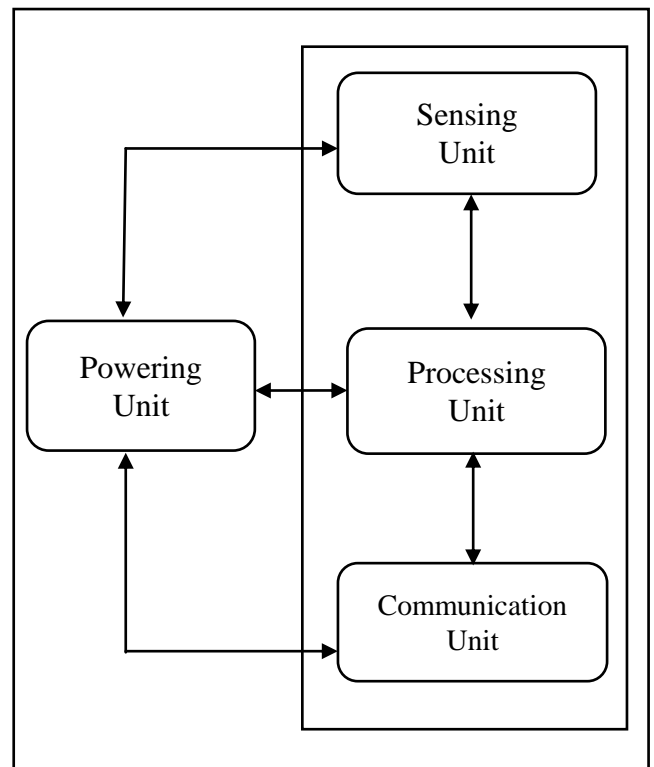 Sensing
Unit
Powering
Unit
Processing
Unit
Communication
Unit